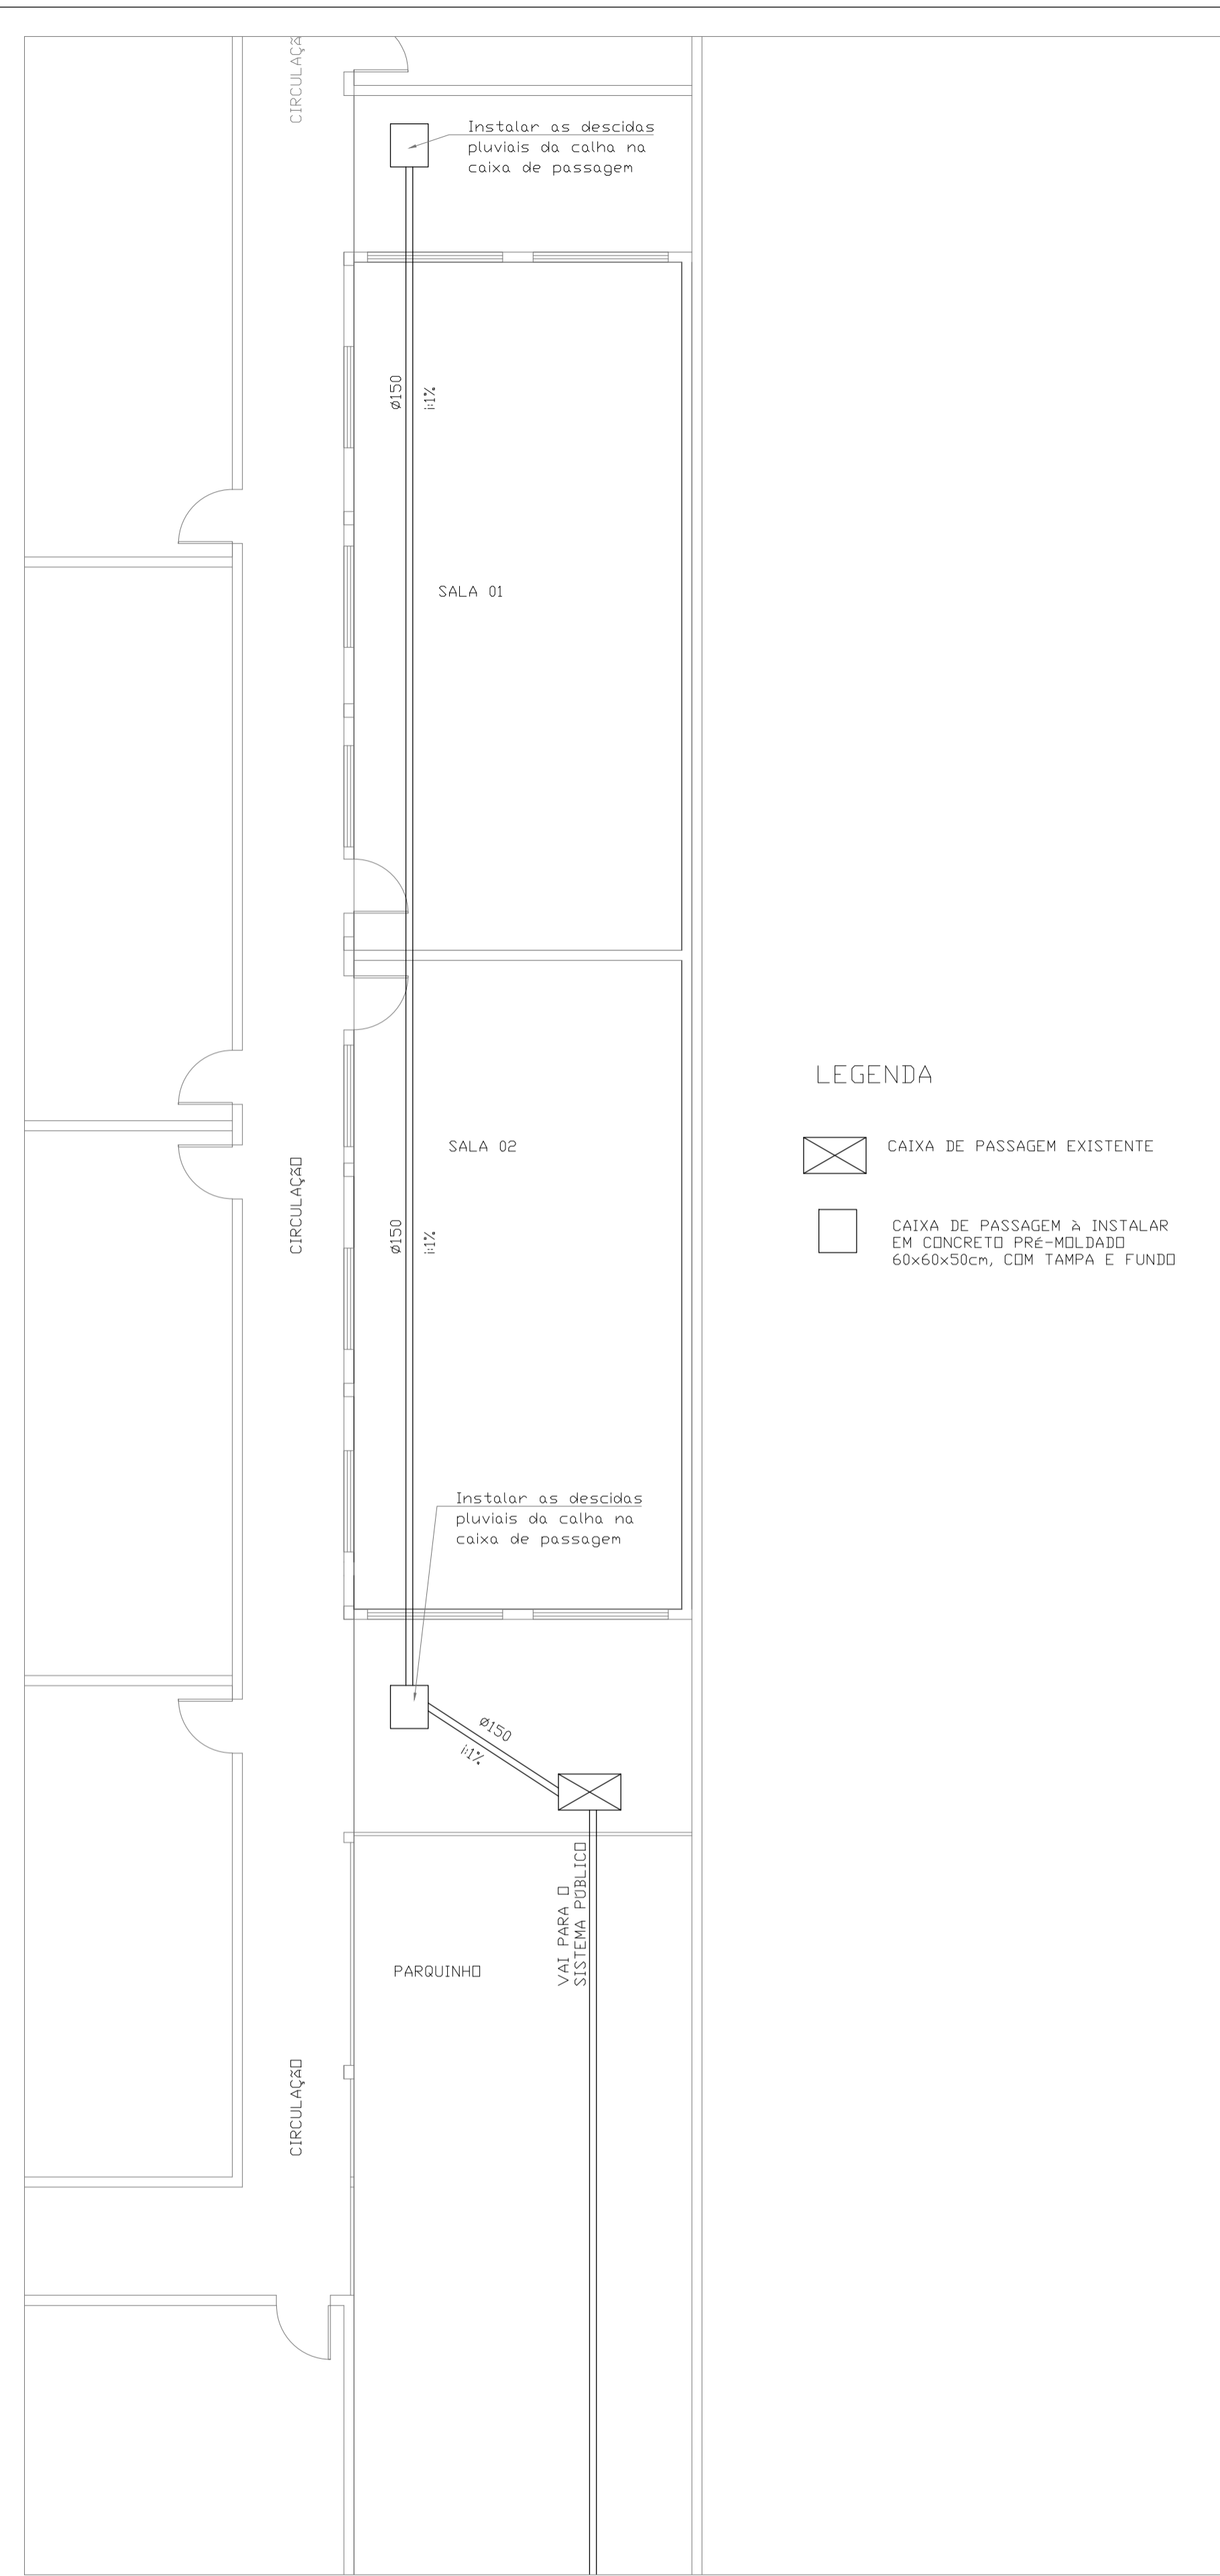 CIRCULAÇÃ
Instalar as descidas
pluviais da calha na
caixa de passagem
Ø150
i:1%
SALA 01
LEGENDA
CAIXA DE PASSAGEM EXISTENTE
CAIXA DE PASSAGEM À INSTALAR
EM CONCRETO PRÉ-MOLDADO
60x60x50cm, COM TAMPA E FUNDO
SALA 02
CIRCULAÇÃO
Ø150
i:1%
Instalar as descidas
pluviais da calha na
caixa de passagem
Ø150
i:1%
VAI PARA O
SISTEMA PÚBLICO
PARQUINHO
CIRCULAÇÃO